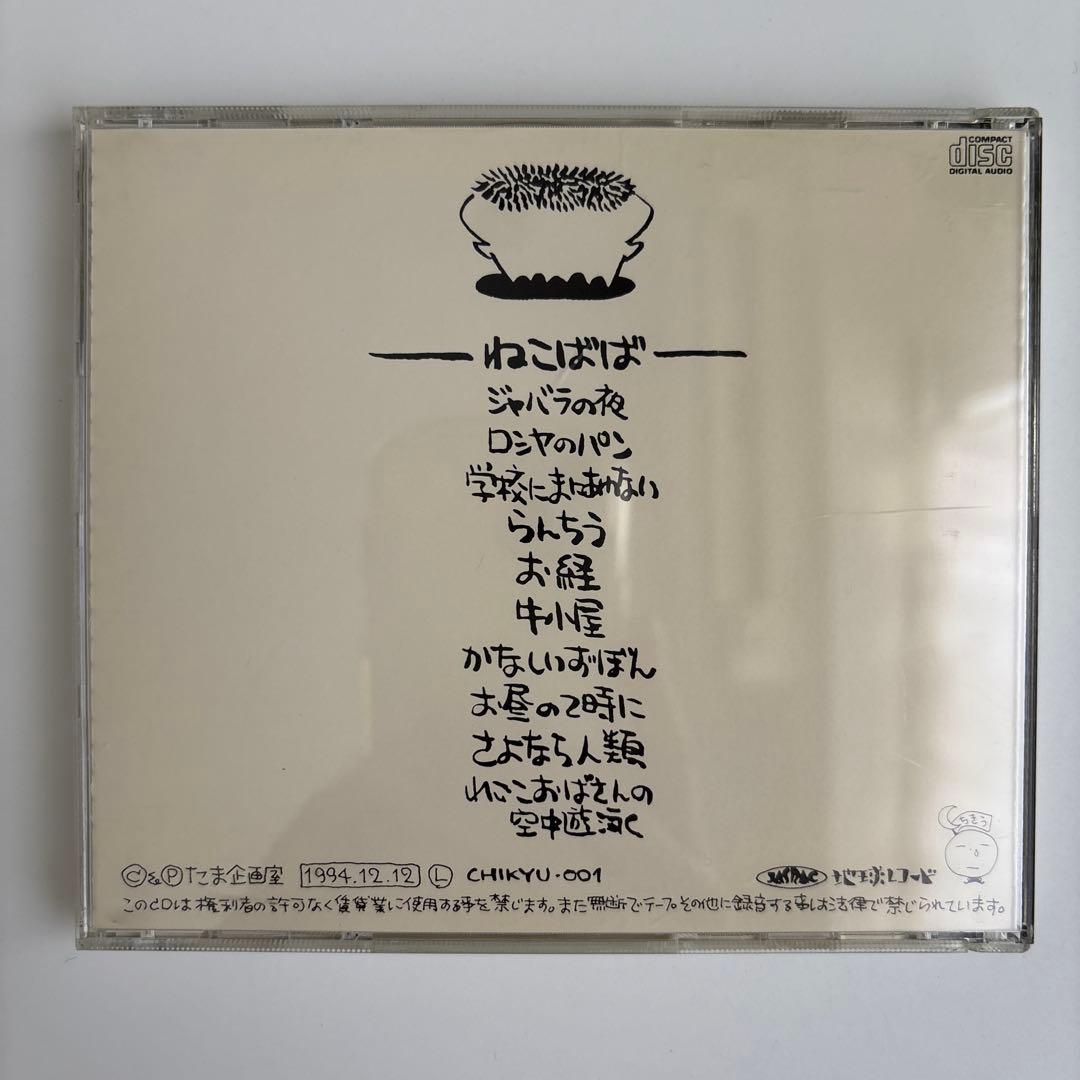 COMPACT
disc
DIGITAL AUDIO
ねこばば
ジャバラの夜
ロシヤのパン
学校にまにあわない
らんちう
お経
牛小屋
かなしいずぼん
お昼の2時に
さよなら人類
れいこおばさんの
空中遊泳
ちきう
Ⓒ&Ⓟたま企画室 1994.12.12 Ⓛ CHIKYU-001 地球レコード
このCDは権利者の許可なく賃貸業に使用する事を禁じます。また無断でテープその他に録音する事は法律で禁じられています。